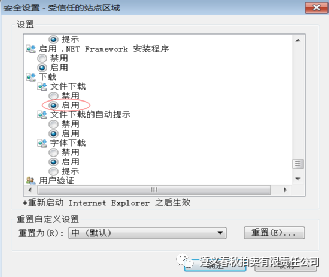 安全设置 - 受信任的站点区域
设置
提示
启用 .NET Framework 安装程序
禁用
启用
下载
文件下载
禁用
启用
文件下载的自动提示
禁用
启用
字体下载
禁用
启用
提示
用户验证
*重新启动 Internet Explorer 之后生效
重置自定义设置
重置为(R):
中 (默认)
重置(E)...